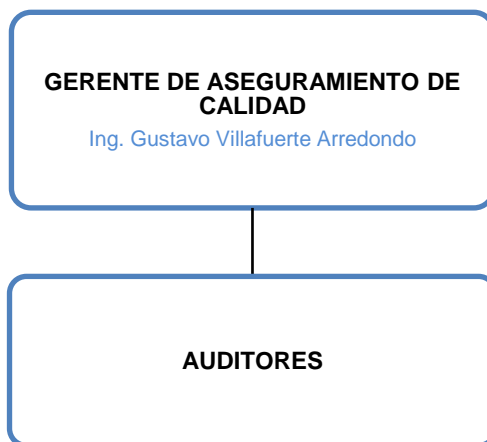 GERENTE DE ASEGURAMIENTO DE
CALIDAD
Ing. Gustavo Villafuerte Arredondo
AUDITORES